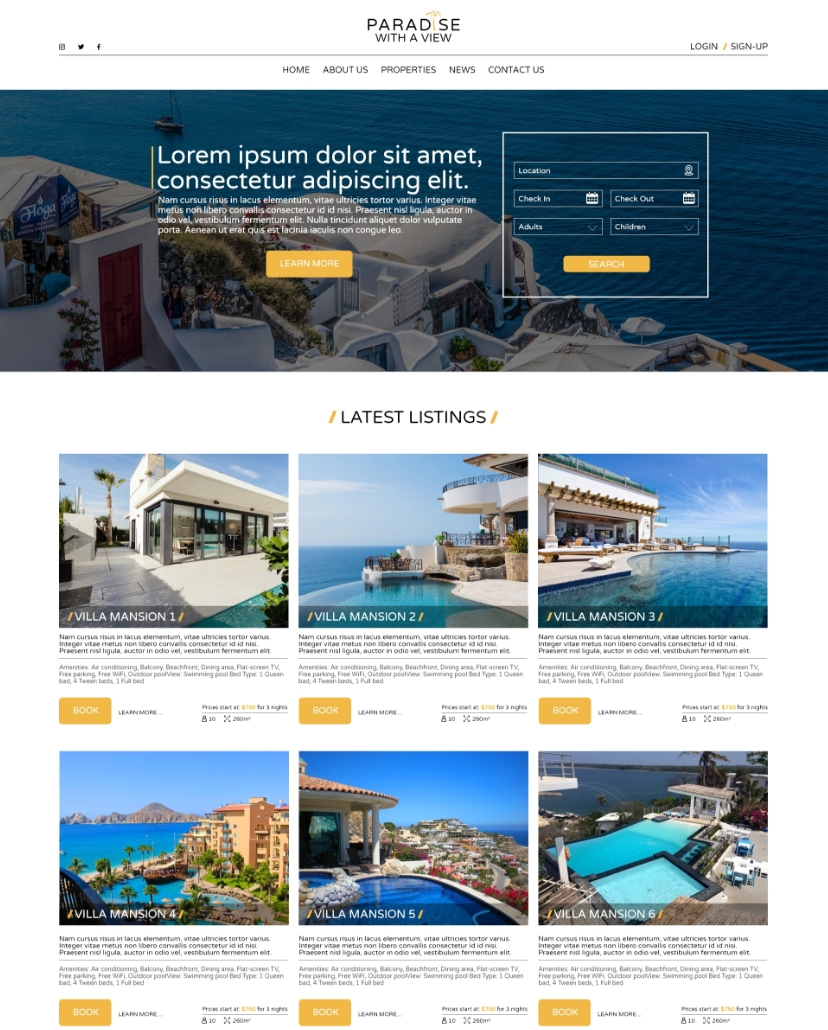 PARADISE
WITH A VIEW
LOGIN / SIGN-UP
HOME ABOUT US PROPERTIES NEWS CONTACT US
Lorem ipsum dolor sit amet,
consectetur adipiscing elit.
Nam cursus risus in lacus elementum, vitae ultricies tortor varius. Integer vitae
metus non libero convallis consectetur id id nisi. Praesent nisl ligula, auctor in
odio vel, vestibulum fermentum elit. Nulla tincidunt aliquet dolor vulputate
porta. Aenean ut erat quis est lacinia iaculis non congue leo.
LEARN MORE
Location
Check In Check Out
Adults Children
SEARCH
floga
/ LATEST LISTINGS /
/ VILLA MANSION 1 /
Nam cursus risus in lacus elementum, vitae ultricies tortor varius.
Integer vitae metus non libero convallis consectetur id id nisi.
Praesent nisl ligula, auctor in odio vel, vestibulum fermentum elit.
Amenities: Air conditioning, Balcony, Beachfront, Dining area, Flat-screen TV,
Free parking, Free WiFi, Outdoor poolView: Swimming pool Bed Type: 1 Queen
bad, 4 Tween beds, 1 Full bed
BOOK LEARN MORE... Prices start at: $750 for 3 nights
10 260m²
/ VILLA MANSION 2 /
Nam cursus risus in lacus elementum, vitae ultricies tortor varius.
Integer vitae metus non libero convallis consectetur id id nisi.
Praesent nisl ligula, auctor in odio vel, vestibulum fermentum elit.
Amenities: Air conditioning, Balcony, Beachfront, Dining area, Flat-screen TV,
Free parking, Free WiFi, Outdoor poolView: Swimming pool Bed Type: 1 Queen
bad, 4 Tween beds, 1 Full bed
BOOK LEARN MORE... Prices start at: $750 for 3 nights
10 260m²
/ VILLA MANSION 3 /
Nam cursus risus in lacus elementum, vitae ultricies tortor varius.
Integer vitae metus non libero convallis consectetur id id nisi.
Praesent nisl ligula, auctor in odio vel, vestibulum fermentum elit.
Amenities: Air conditioning, Balcony, Beachfront, Dining area, Flat-screen TV,
Free parking, Free WiFi, Outdoor poolView: Swimming pool Bed Type: 1 Queen
bad, 4 Tween beds, 1 Full bed
BOOK LEARN MORE... Prices start at: $750 for 3 nights
10 260m²
/ VILLA MANSION 4 /
Nam cursus risus in lacus elementum, vitae ultricies tortor varius.
Integer vitae metus non libero convallis consectetur id id nisi.
Praesent nisl ligula, auctor in odio vel, vestibulum fermentum elit.
Amenities: Air conditioning, Balcony, Beachfront, Dining area, Flat-screen TV,
Free parking, Free WiFi, Outdoor poolView: Swimming pool Bed Type: 1 Queen
bad, 4 Tween beds, 1 Full bed
BOOK LEARN MORE... Prices start at: $750 for 3 nights
10 260m²
/ VILLA MANSION 5 /
Nam cursus risus in lacus elementum, vitae ultricies tortor varius.
Integer vitae metus non libero convallis consectetur id id nisi.
Praesent nisl ligula, auctor in odio vel, vestibulum fermentum elit.
Amenities: Air conditioning, Balcony, Beachfront, Dining area, Flat-screen TV,
Free parking, Free WiFi, Outdoor poolView: Swimming pool Bed Type: 1 Queen
bad, 4 Tween beds, 1 Full bed
BOOK LEARN MORE... Prices start at: $750 for 3 nights
10 260m²
/ VILLA MANSION 6 /
Nam cursus risus in lacus elementum, vitae ultricies tortor varius.
Integer vitae metus non libero convallis consectetur id id nisi.
Praesent nisl ligula, auctor in odio vel, vestibulum fermentum elit.
Amenities: Air conditioning, Balcony, Beachfront, Dining area, Flat-screen TV,
Free parking, Free WiFi, Outdoor poolView: Swimming pool Bed Type: 1 Queen
bad, 4 Tween beds, 1 Full bed
BOOK LEARN MORE... Prices start at: $750 for 3 nights
10 260m²